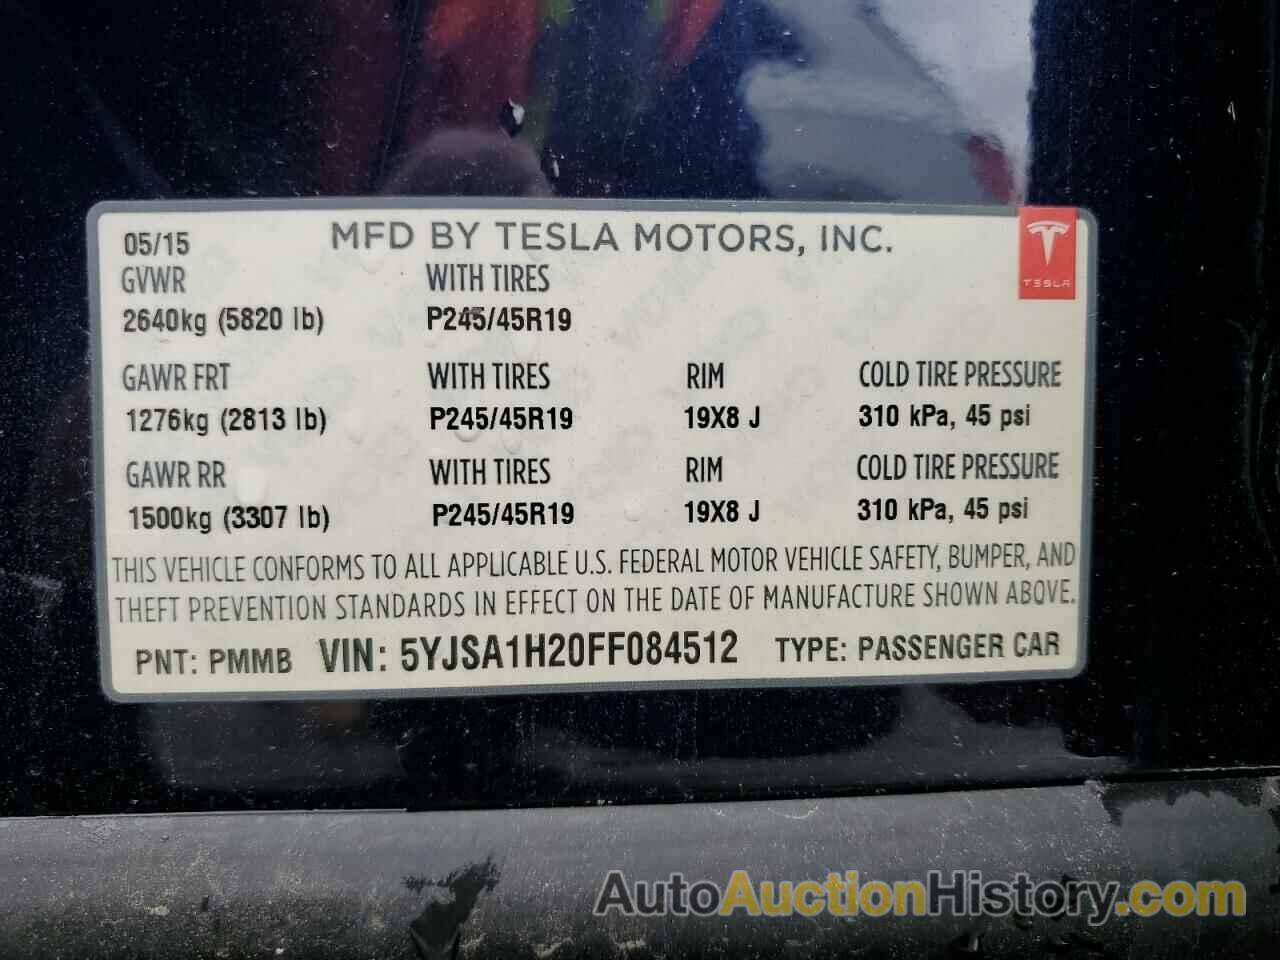 05/15 MFD BY TESLA MOTORS, INC.
TESLA
GVWR WITH TIRES
2640kg (5820 lb) P245/45R19
GAWR FRT WITH TIRES RIM COLD TIRE PRESSURE
1276kg (2813 lb) P245/45R19 19X8 J 310 kPa, 45 psi
GAWR RR WITH TIRES RIM COLD TIRE PRESSURE
1500kg (3307 lb) P245/45R19 19X8 J 310 kPa, 45 psi
THIS VEHICLE CONFORMS TO ALL APPLICABLE U.S. FEDERAL MOTOR VEHICLE SAFETY, BUMPER, AND
THEFT PREVENTION STANDARDS IN EFFECT ON THE DATE OF MANUFACTURE SHOWN ABOVE.
PNT: PMMB VIN: 5YJSA1H20FF084512 TYPE: PASSENGER CAR
AutoAuctionHistory.com